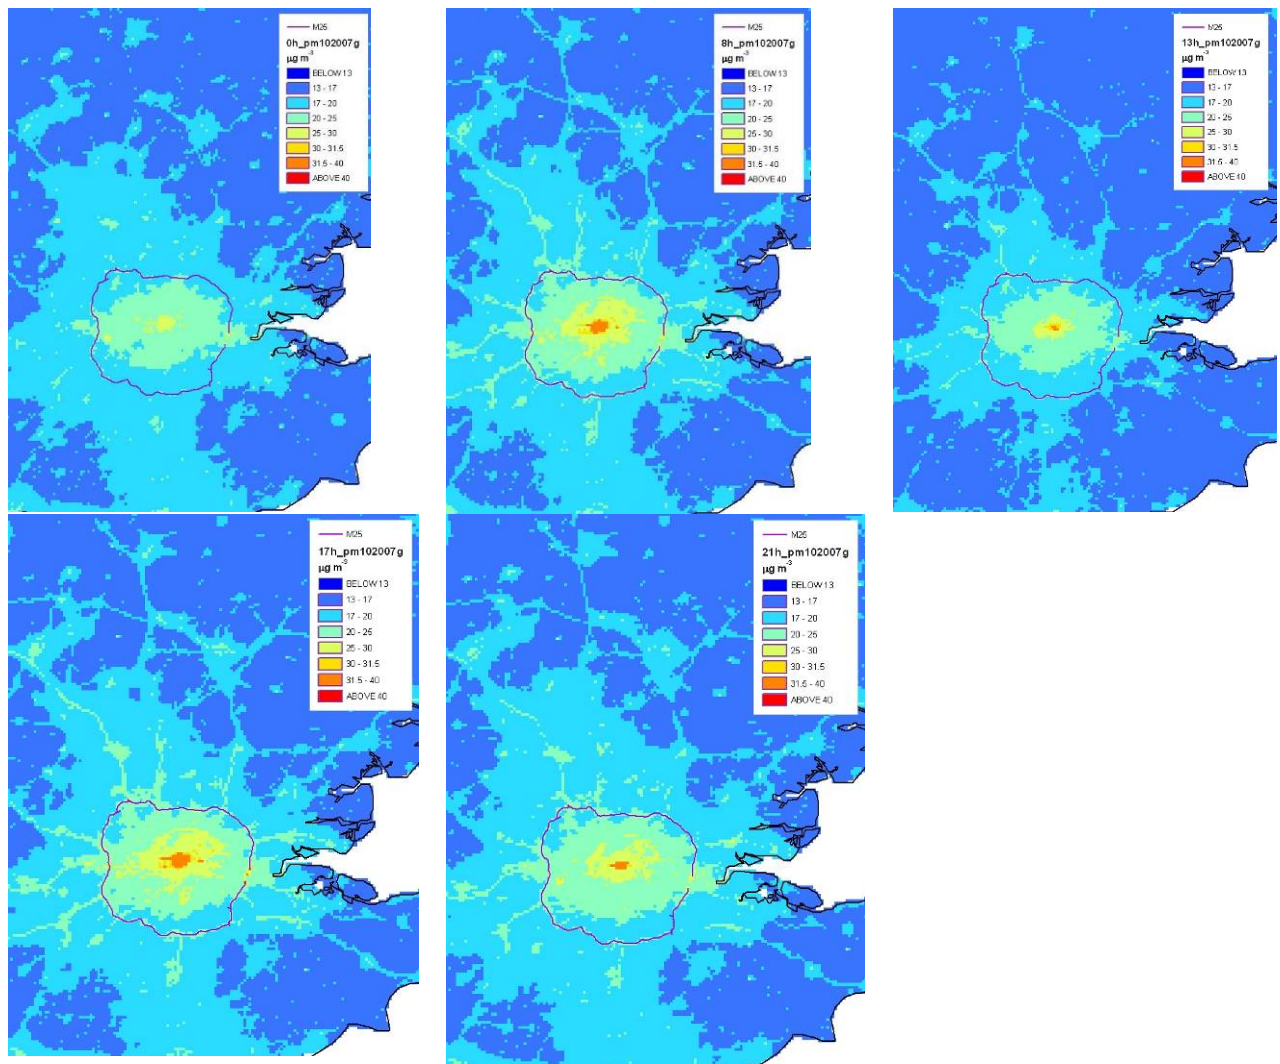 M25
0h_pm102007g
µg m-3
BELOW 13
13 - 17
17 - 20
20 - 25
25 - 30
30 - 31.5
31.5 - 40
ABOVE 40
M25
8h_pm102007g
µg m-3
BELOW 13
13 - 17
17 - 20
20 - 25
25 - 30
30 - 31.5
31.5 - 40
ABOVE 40
M25
13h_pm102007g
µg m-3
BELOW 13
13 - 17
17 - 20
20 - 25
25 - 30
30 - 31.5
31.5 - 40
ABOVE 40
M25
17h_pm102007g
µg m-3
BELOW 13
13 - 17
17 - 20
20 - 25
25 - 30
30 - 31.5
31.5 - 40
ABOVE 40
M25
21h_pm102007g
µg m-3
BELOW 13
13 - 17
17 - 20
20 - 25
25 - 30
30 - 31.5
31.5 - 40
ABOVE 40